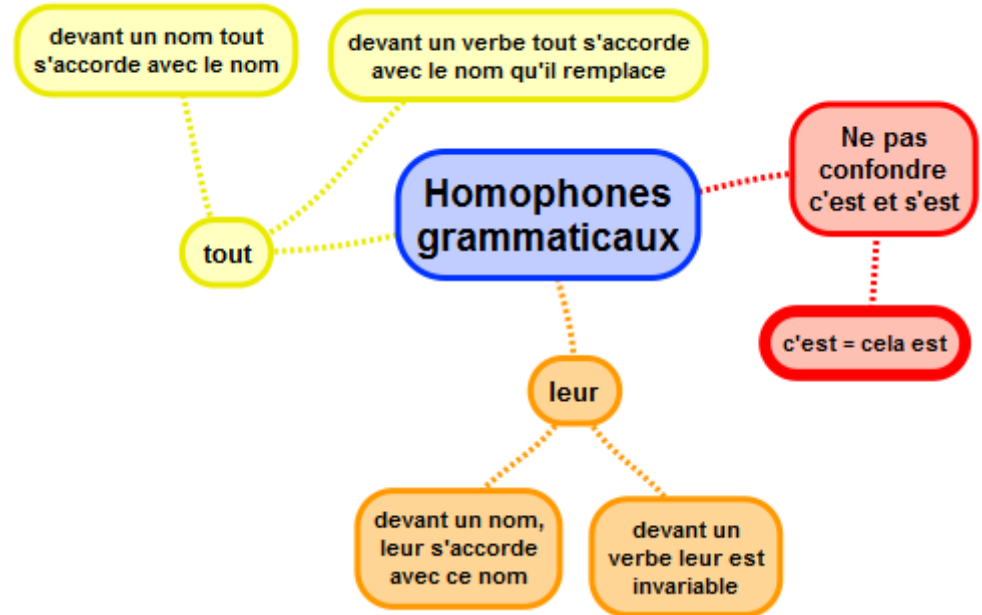 devant un nom tout
s'accorde avec le nom
devant un verbe tout s'accorde
avec le nom qu'il remplace
Ne pas
confondre
c'est et s'est
Homophones
grammaticaux
tout
c'est = cela est
leur
devant un nom,
leur s'accorde
avec ce nom
devant un
verbe leur est
invariable